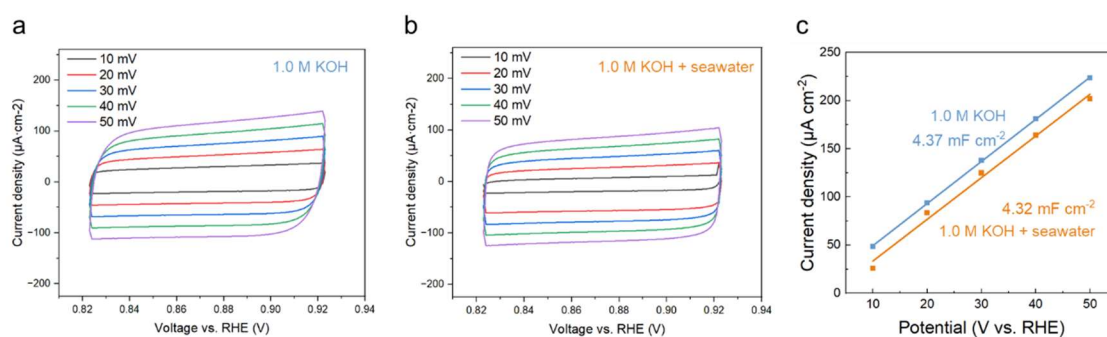 a
10 mV
20 mV
30 mV
40 mV
50 mV
1.0 M KOH
200
100
0
−100
−200
Current density (µA·cm-2)
0.82 0.84 0.86 0.88 0.90 0.92 0.94
Voltage vs. RHE (V)
b
10 mV
20 mV
30 mV
40 mV
50 mV
1.0 M KOH + seawater
200
100
0
−100
−200
Current density (µA·cm-2)
0.82 0.84 0.86 0.88 0.90 0.92 0.94
Voltage vs. RHE (V)
c
250
200
150
100
50
0
Current density (µA cm⁻²)
1.0 M KOH
4.37 mF cm⁻²
4.32 mF cm⁻²
1.0 M KOH + seawater
10 20 30 40 50
Potential (V vs. RHE)